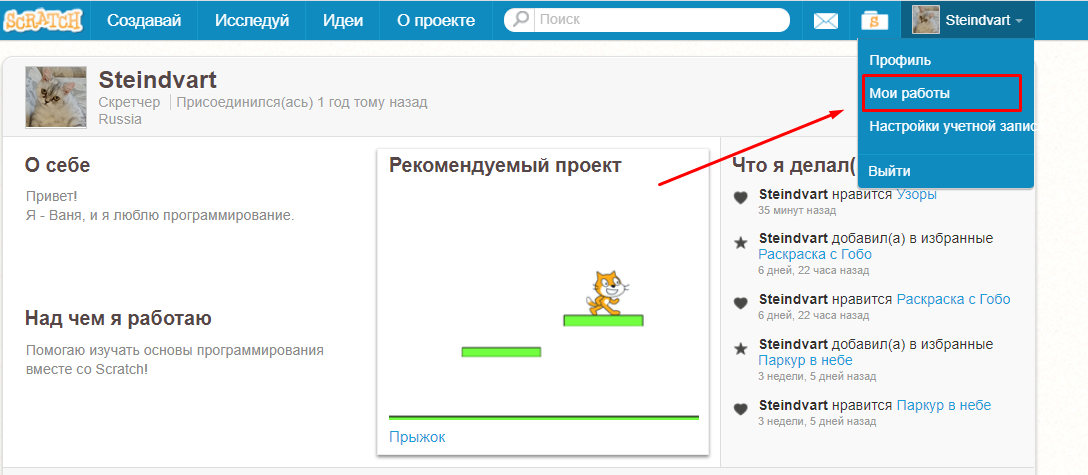 SCRATCH
Создавай
Исследуй
Идеи
О проекте
Поиск
S
Steindvart
Профиль
Мои работы
Настройки учетной запис
Выйти
Steindvart
Скретчер
Присоединился(ась) 1 год тому назад
Russia
О себе
Привет!
Я - Ваня, и я люблю программирование.
Над чем я работаю
Помогаю изучать основы программирования
вместе со Scratch!
Рекомендуемый проект
Прыжок
Что я делал(
Steindvart нравится Узоры
35 минут назад
Steindvart добавил(а) в избранные
Раскраска с Гобо
6 дней, 22 часа назад
Steindvart нравится Раскраска с Гобо
6 дней, 22 часа назад
Steindvart добавил(а) в избранные
Паркур в небе
3 недели, 5 дней назад
Steindvart нравится Паркур в небе
3 недели, 5 дней назад